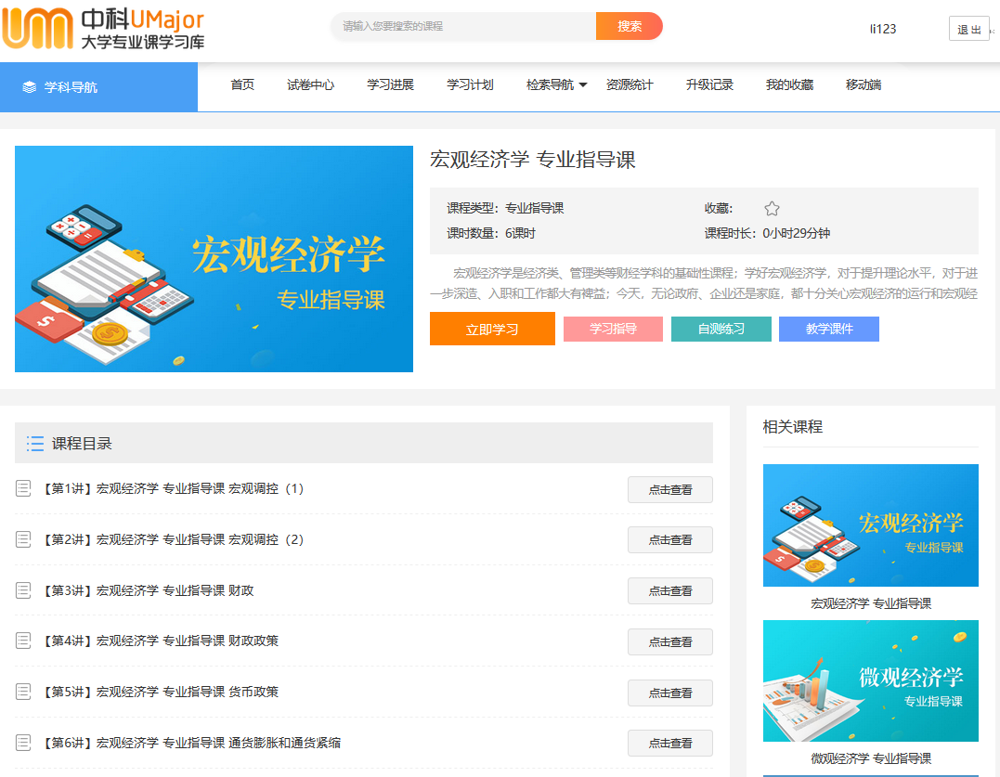 um 中科UMajor
大学专业课学习库
请输入您要搜索的课程
搜索
li123
退 出
学科导航
首页 试卷中心 学习进展 学习计划 检索导航 资源统计 升级记录 我的收藏 移动端
宏观经济学
专业指导课
宏观经济学 专业指导课
课程类型：专业指导课 收藏：
课时数量：6课时 课程时长：0小时29分钟
宏观经济学是经济类、管理类等财经学科的基础性课程；学好宏观经济学，对于提升理论水平，对于进
一步深造、入职和工作都大有裨益；今天，无论政府、企业还是家庭，都十分关心宏观经济的运行和宏观经
立即学习 学习指导 自测练习 教学课件
课程目录
【第1讲】宏观经济学 专业指导课 宏观调控（1） 点击查看
【第2讲】宏观经济学 专业指导课 宏观调控（2） 点击查看
【第3讲】宏观经济学 专业指导课 财政 点击查看
【第4讲】宏观经济学 专业指导课 财政政策 点击查看
【第5讲】宏观经济学 专业指导课 货币政策 点击查看
【第6讲】宏观经济学 专业指导课 通货膨胀和通货紧缩 点击查看
相关课程
宏观经济学
专业指导课
宏观经济学 专业指导课
微观经济学
专业指导课
微观经济学 专业指导课